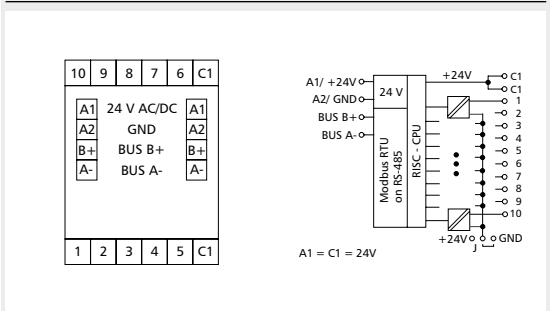 10 9 8 7 6 C1
A1 24 V AC/DC A1
A2 GND A2
B+ BUS B+ B+
A- BUS A- A-
1 2 3 4 5 C1
A1/ +24V
A2/ GND
BUS B+
BUS A-
24 V
Modbus RTU
on RS-485
RISC - CPU
+24V
C1
C1
1
2
3
4
5
6
7
8
9
10
+24V
GND
J
A1 = C1 = 24V